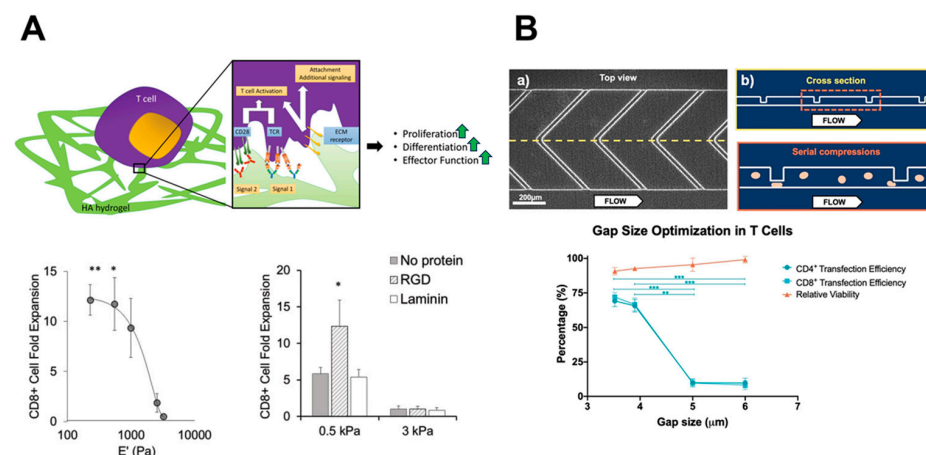 A
T cell
HA hydrogel
Attachment
Additional signaling
T cell Activation
CD28
TCR
ECM
receptor
Signal 2
Signal 1
• Proliferation
• Differentiation
• Effector Function
CD8+ Cell Fold Expansion
15
10
5
0
**
*
100
1000
10000
E' (Pa)
CD8+ Cell Fold Expansion
20
15
10
5
0
No protein
RGD
Laminin
*
0.5 kPa
3 kPa
B
a)
Top view
200μm
FLOW
b)
Cross section
FLOW
Serial compressions
FLOW
Gap Size Optimization in T Cells
Percentage (%)
100
75
50
25
0
***
***
***
**
3
4
5
6
7
Gap size (μm)
CD4+ Transfection Efficiency
CD8+ Transfection Efficiency
Relative Viability